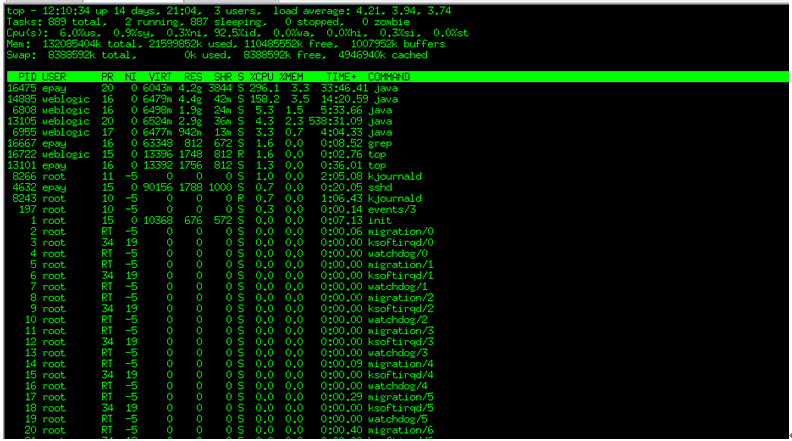 top - 12:10:34 up 14 days, 21:04,  3 users,  load average: 4.21, 3.94, 3.74
Tasks: 889 total,   2 running, 887 sleeping,   0 stopped,   0 zombie
Cpu(s):  6.0%us,  0.9%sy,  0.3%ni, 92.5%id,  0.0%wa,  0.0%hi,  0.3%si,  0.0%st
Mem:  132085404k total, 21599852k used, 110485552k free,  1007952k buffers
Swap:  8388592k total,        0k used,  8388592k free,  4946940k cached
PID USER PR NI VIRT RES SHR S %CPU %MEM TIME+ COMMAND
16475 epay 20 0 6043m 4.2g 3844 S 296.1 3.3 33:46.41 java
14885 weblogic 16 0 6479m 4.4g 42m S 158.2 3.5 14:20.59 java
6808 weblogic 16 0 6498m 1.9g 24m S 5.3 1.5 5:33.66 java
13105 weblogic 20 0 6524m 2.9g 36m S 4.3 2.3 538:31.09 java
6955 weblogic 17 0 6477m 942m 13m S 3.3 0.7 4:04.33 java
16667 epay 16 0 63348 812 672 S 1.6 0.0 0:08.52 grep
16722 weblogic 15 0 13396 1748 812 R 1.6 0.0 0:02.76 top
13101 epay 16 0 13392 1756 812 S 1.3 0.0 0:36.01 top
8266 root 11 -5 0 0 0 S 1.0 0.0 2:05.08 kjournald
4632 epay 15 0 90156 1788 1000 S 0.7 0.0 0:00.20 sshd
8243 root 10 -5 0 0 0 R 0.7 0.0 1:06.43 kjournald
197 root 10 -5 0 0 0 S 0.3 0.0 0:00.14 events/3
1 root 15 0 10368 676 572 S 0.0 0.0 0:07.13 init
2 root RT -5 0 0 0 S 0.0 0.0 0:00.06 migration/0
3 root 34 19 0 0 0 S 0.0 0.0 0:00.00 ksoftirqd/0
4 root RT -5 0 0 0 S 0.0 0.0 0:00.00 watchdog/0
5 root RT -5 0 0 0 S 0.0 0.0 0:00.10 migration/1
6 root 34 19 0 0 0 S 0.0 0.0 0:00.00 ksoftirqd/1
7 root RT -5 0 0 0 S 0.0 0.0 0:00.00 watchdog/1
8 root RT -5 0 0 0 S 0.0 0.0 0:00.00 migration/2
9 root 34 19 0 0 0 S 0.0 0.0 0:00.00 ksoftirqd/2
10 root RT -5 0 0 0 S 0.0 0.0 0:00.00 watchdog/2
11 root RT -5 0 0 0 S 0.0 0.0 0:00.00 migration/3
12 root 34 19 0 0 0 S 0.0 0.0 0:00.00 ksoftirqd/3
13 root RT -5 0 0 0 S 0.0 0.0 0:00.00 watchdog/3
14 root RT -5 0 0 0 S 0.0 0.0 0:00.09 migration/4
15 root 34 19 0 0 0 S 0.0 0.0 0:00.00 ksoftirqd/4
16 root RT -5 0 0 0 S 0.0 0.0 0:00.00 watchdog/4
17 root RT -5 0 0 0 S 0.0 0.0 0:00.29 migration/5
18 root 34 19 0 0 0 S 0.0 0.0 0:00.00 ksoftirqd/5
19 root RT -5 0 0 0 S 0.0 0.0 0:00.00 watchdog/5
20 root RT -5 0 0 0 S 0.0 0.0 0:00.40 migration/6